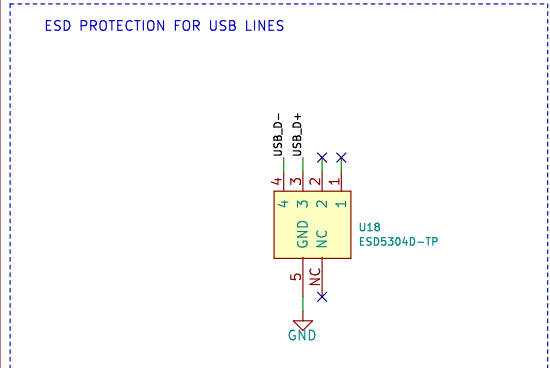 ESD PROTECTION FOR USB LINES
USB_D-
USB_D+
4
3
2
1
4
3
2
1
GND
NC
U18
ESD5304D-TP
5
NC
GND